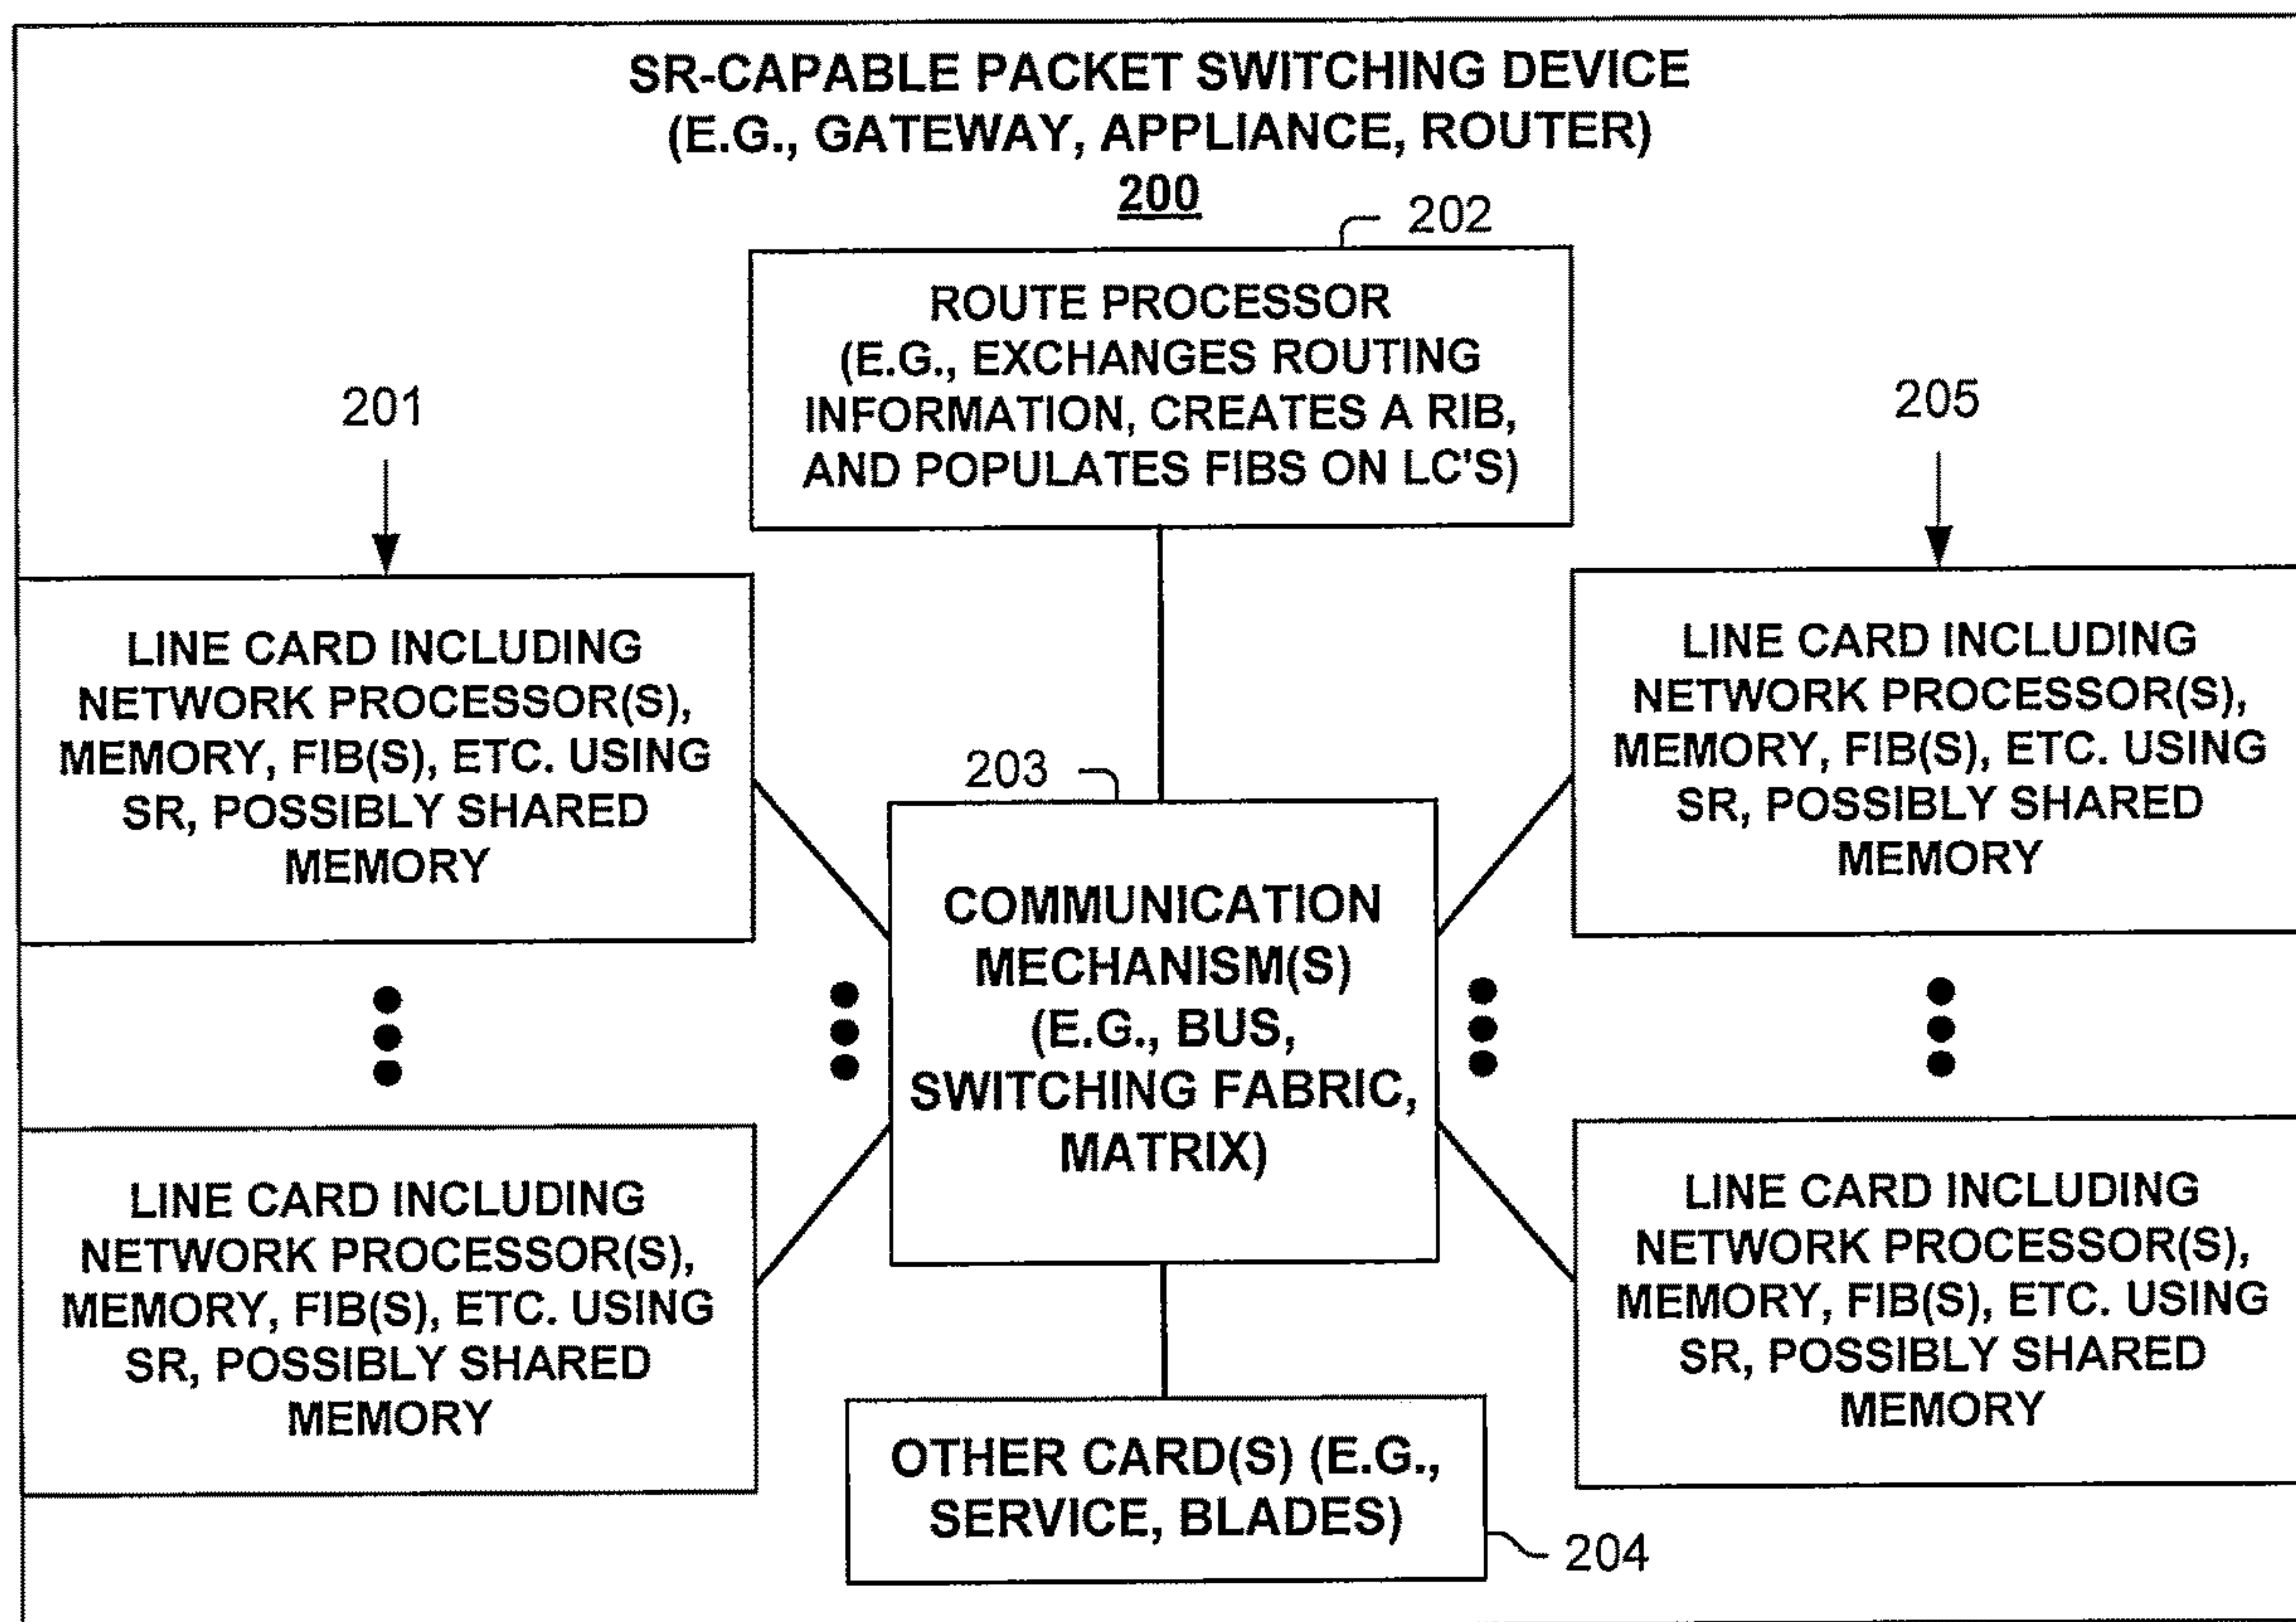 SR-CAPABLE PACKET SWITCHING DEVICE
(E.G., GATEWAY, APPLIANCE, ROUTER)
200
202
ROUTE PROCESSOR
(E.G., EXCHANGES ROUTING
INFORMATION, CREATES A RIB,
AND POPULATES FIBS ON LC'S)
201
LINE CARD INCLUDING
NETWORK PROCESSOR(S),
MEMORY, FIB(S), ETC. USING
SR, POSSIBLY SHARED
MEMORY
205
LINE CARD INCLUDING
NETWORK PROCESSOR(S),
MEMORY, FIB(S), ETC. USING
SR, POSSIBLY SHARED
MEMORY
203
COMMUNICATION
MECHANISM(S)
(E.G., BUS,
SWITCHING FABRIC,
MATRIX)
LINE CARD INCLUDING
NETWORK PROCESSOR(S),
MEMORY, FIB(S), ETC. USING
SR, POSSIBLY SHARED
MEMORY
LINE CARD INCLUDING
NETWORK PROCESSOR(S),
MEMORY, FIB(S), ETC. USING
SR, POSSIBLY SHARED
MEMORY
OTHER CARD(S) (E.G.,
SERVICE, BLADES)
204